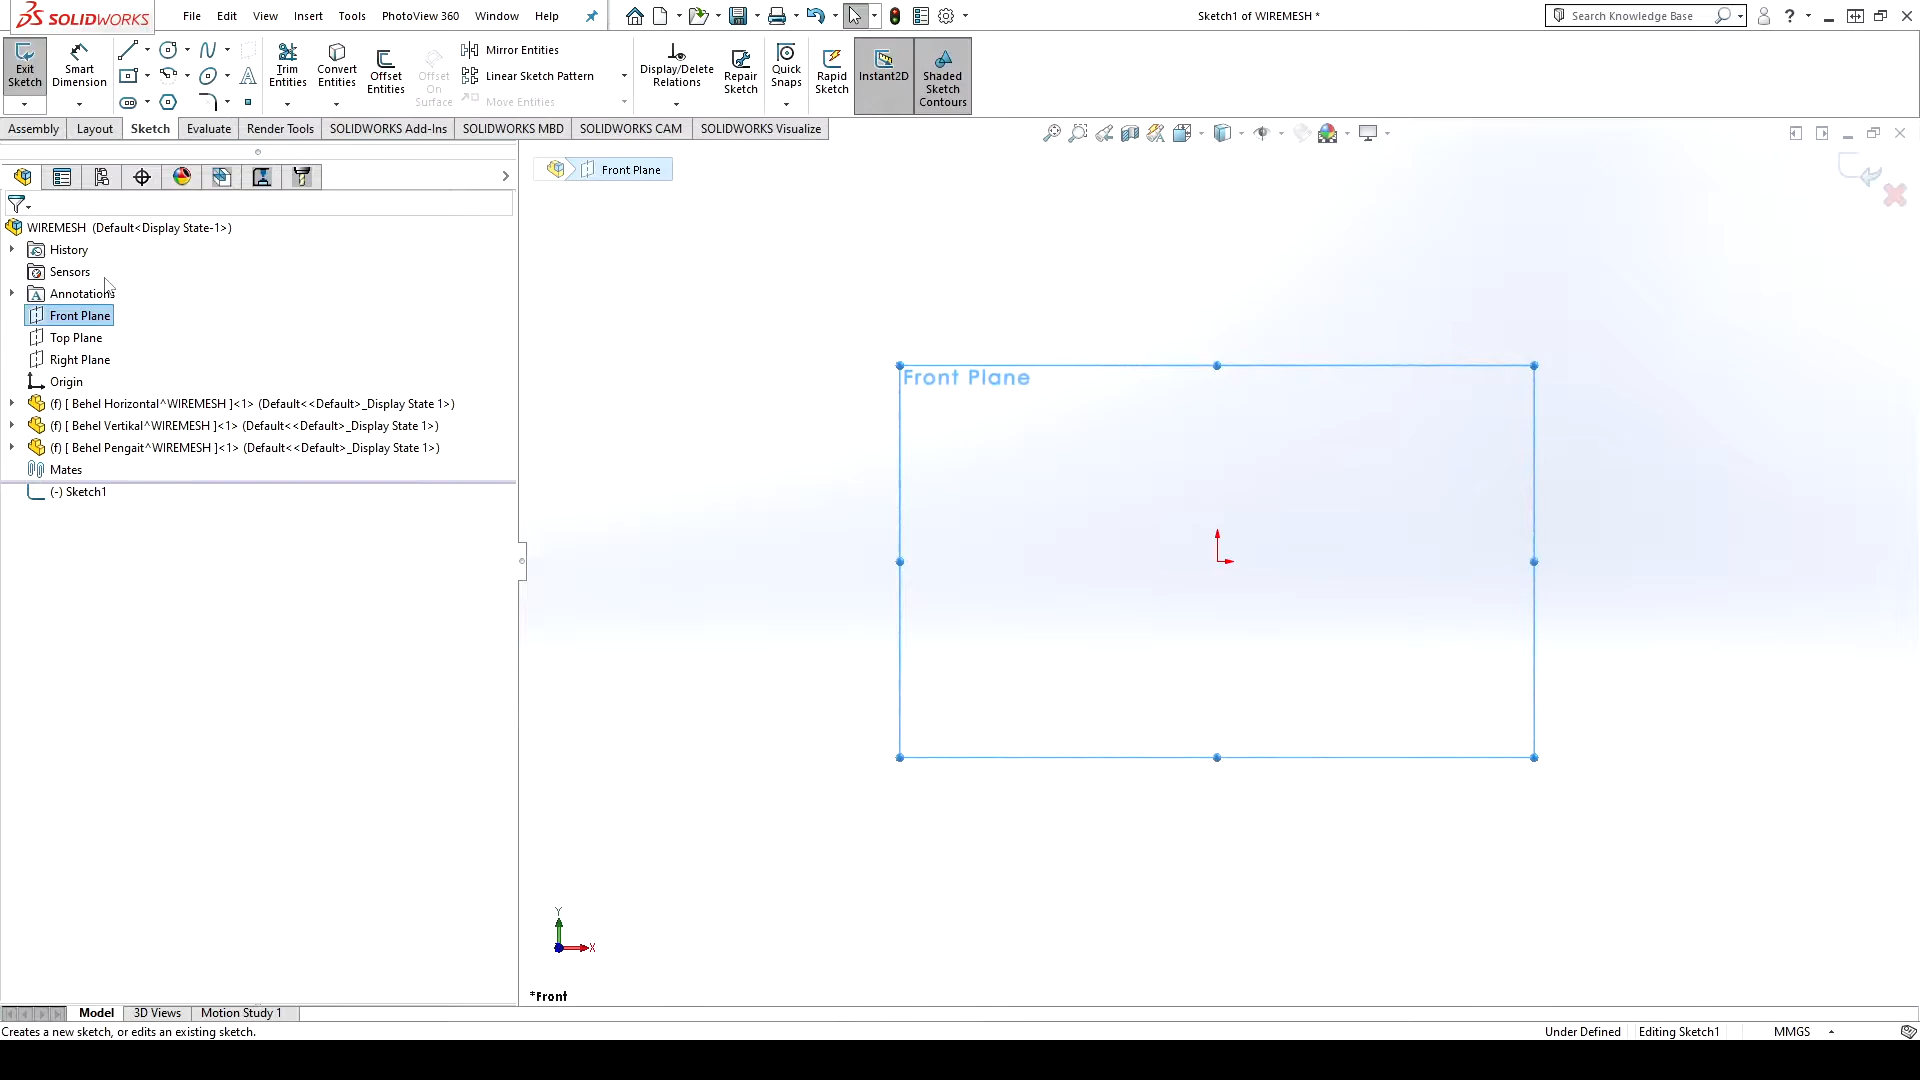 SOLIDWORKS File Edit View Insert Tools PhotoView 360 Window Help Sketch1 of WIREMESH * Search Knowledge Base ?
Exit Sketch
Smart Dimension
Trim Entities
Convert Entities
Offset Entities
Offset On Surface
Mirror Entities
Linear Sketch Pattern
Move Entities
Display/Delete Relations
Repair Sketch
Quick Snaps
Rapid Sketch
Instant2D
Shaded Sketch Contours
Assembly Layout Sketch Evaluate Render Tools SOLIDWORKS Add-Ins SOLIDWORKS MBD SOLIDWORKS CAM SOLIDWORKS Visualize
Front Plane
WIREMESH (Default<Display State-1>)
History
Sensors
Annotations
Front Plane
Top Plane
Right Plane
Origin
(f) [ Behel Horizontal^WIREMESH ]<1> (Default<<Default>_Display State 1>)
(f) [ Behel Vertikal^WIREMESH ]<1> (Default<<Default>_Display State 1>)
(f) [ Behel Pengait^WIREMESH ]<1> (Default<<Default>_Display State 1>)
Mates
(-) Sketch1
Front Plane
Y
X
*Front
Model 3D Views Motion Study 1
Creates a new sketch, or edits an existing sketch. Under Defined Editing Sketch1 MMGS